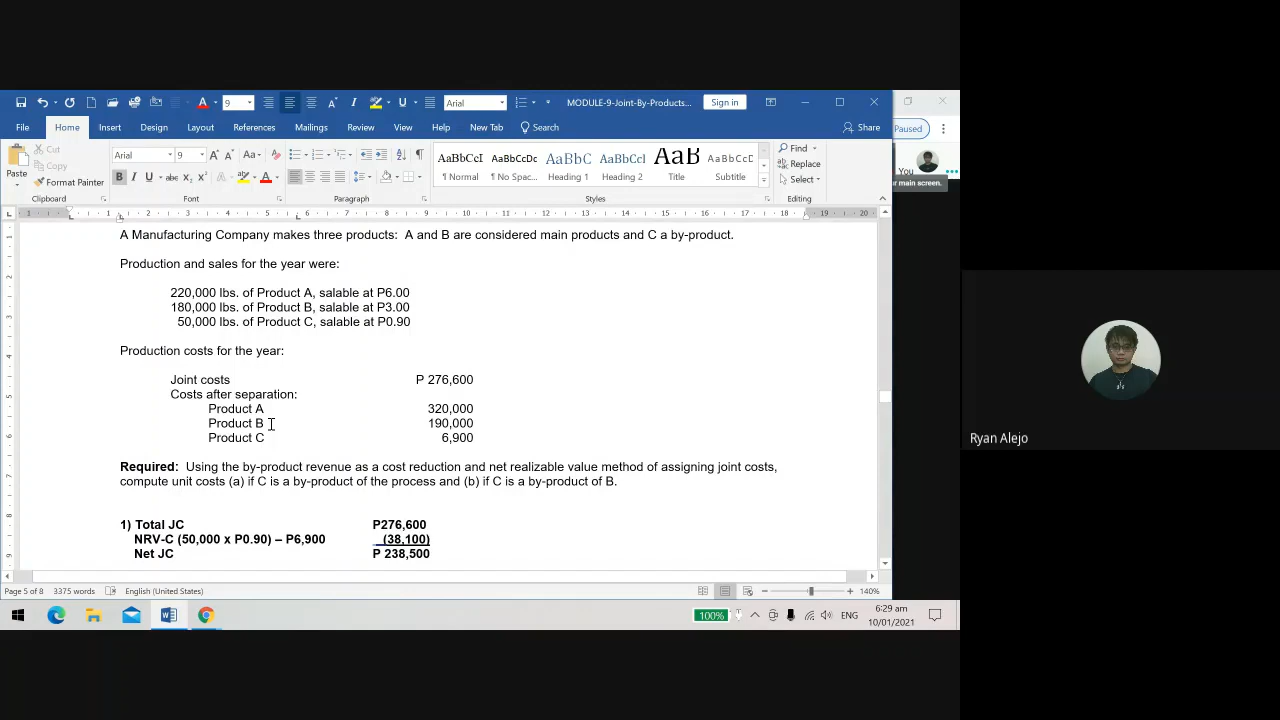 9
Arial
MODULE-9-Joint-By-Products...
Sign in
File Home Insert Design Layout References Mailings Review View Help New Tab Search
Share
Paused
Paste
Cut
Copy
Format Painter
Arial 9
Aa
AaBbCcI AaBbCcDc AaBbC AaBbCcI AaB AaBbCcD
¶ Normal ¶ No Spac... Heading 1 Heading 2 Title Subtitle
Find
Replace
Select
You
r main screen.
Clipboard Font Paragraph Styles Editing
A Manufacturing Company makes three products: A and B are considered main products and C a by-product.
Production and sales for the year were:
220,000 lbs. of Product A, salable at P6.00
180,000 lbs. of Product B, salable at P3.00
50,000 lbs. of Product C, salable at P0.90
Production costs for the year:
Joint costs P 276,600
Costs after separation:
Product A 320,000
Product B 190,000
Product C 6,900
Required: Using the by-product revenue as a cost reduction and net realizable value method of assigning joint costs,
compute unit costs (a) if C is a by-product of the process and (b) if C is a by-product of B.
1) Total JC P276,600
NRV-C (50,000 x P0.90) – P6,900 (38,100)
Net JC P 238,500
Page 5 of 8 3375 words English (United States) 140%
100% ENG
6:29 am
10/01/2021
Ryan Alejo